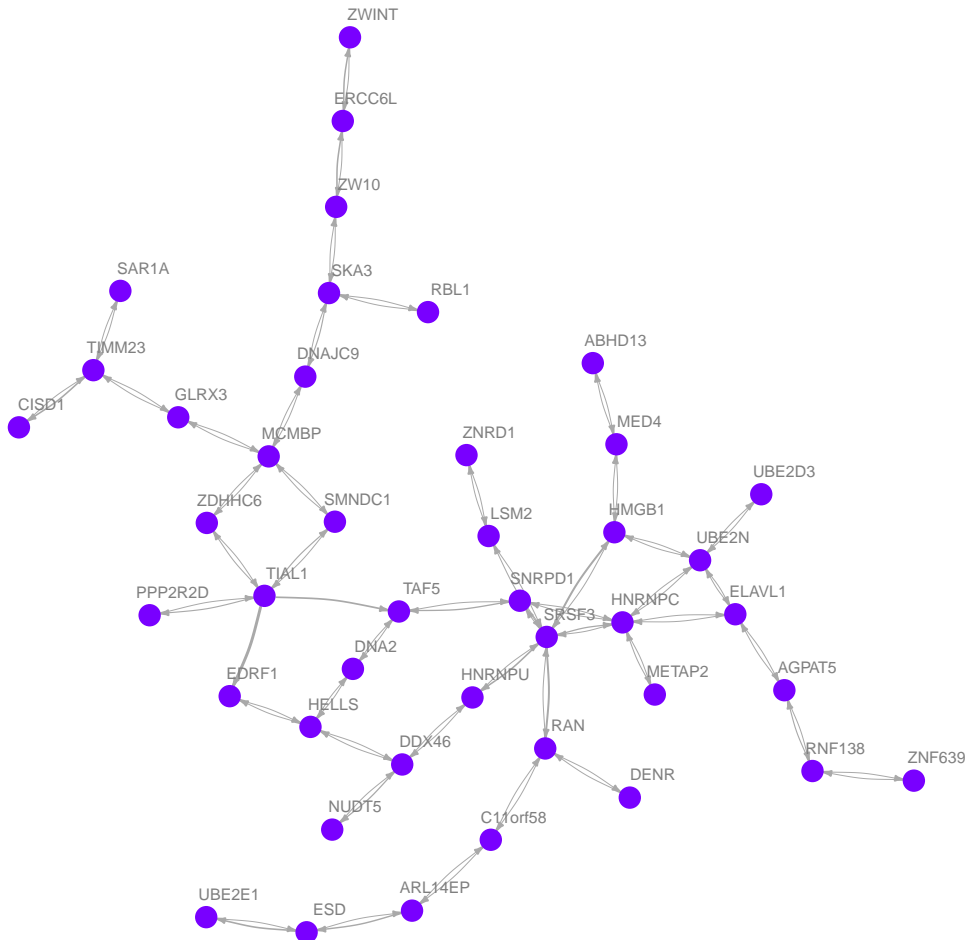 ZWINT
ERCC6L
ZW10
SKA3
SAR1A
RBL1
TIMM23
DNAJC9
ABHD13
GLRX3
CISD1
MED4
MCMBP
ZNRD1
UBE2D3
ZDHHC6
SMNDC1
LSM2
HMGB1
UBE2N
TIAL1
SNRPD1
PPP2R2D
TAF5
ELAVL1
SRSF3
HNRNPC
DNA2
EDRF1
HNRNPU
METAP2
AGPAT5
HELLS
RAN
DDX46
RNF138
ZNF639
DENR
NUDT5
C11orf58
UBE2E1
ESD
ARL14EP